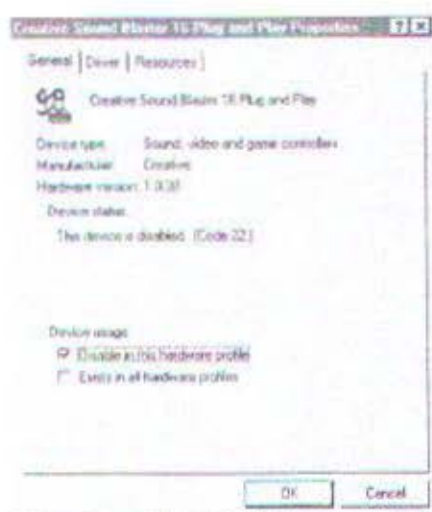 Creative Sound Blaster 16 Plug and Play Properties
General Driver Resources
Creative Sound Blaster 16 Plug and Play
Device type: Sound, video and game controllers
Manufacturer: Creative
Hardware version:
Device status
This device is disabled. (Code 22.)
Device usage
Disable in this hardware profile
Exists in all hardware profiles
OK Cancel